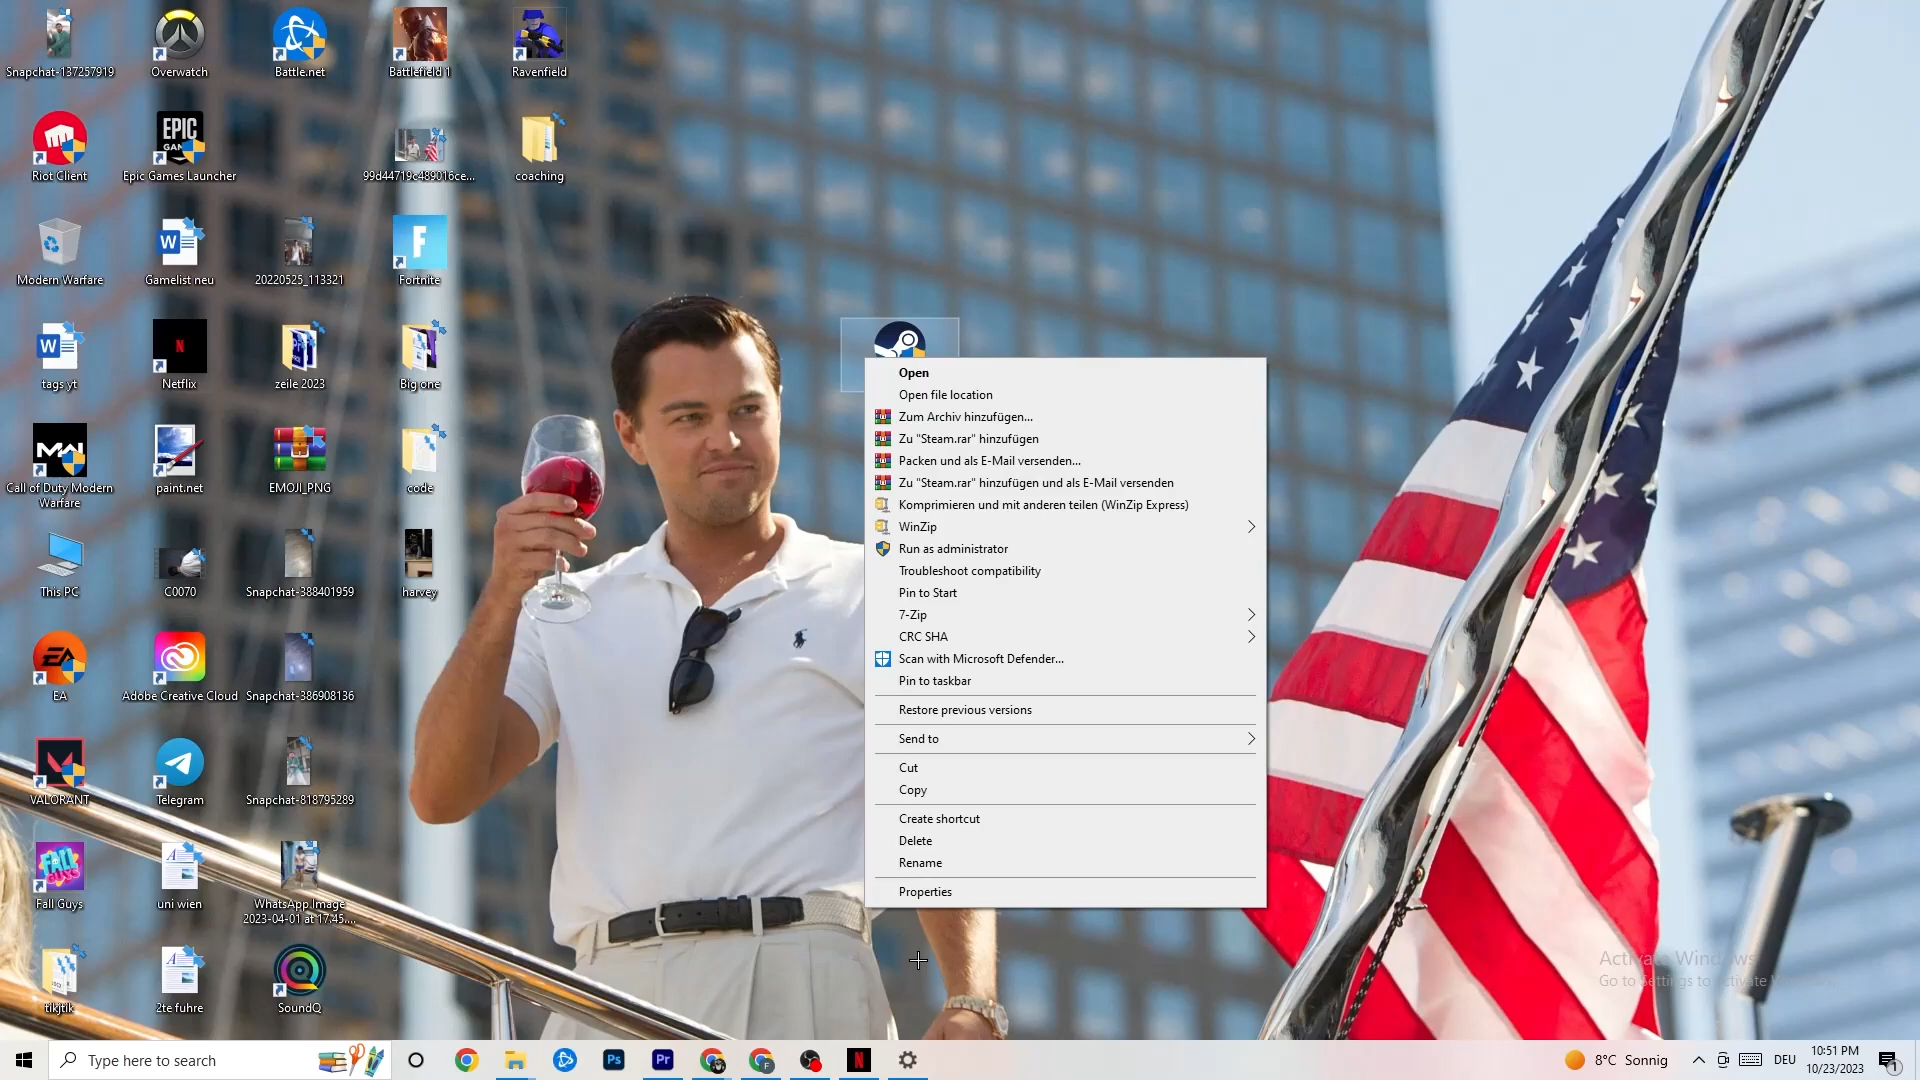 Snapchat-137257919
Overwatch
Battle.net
Battlefield 1
Ravenfield
Riot Client
EPIC
GAMES
Epic Games Launcher
99d44719c489016ce...
coaching
Modern Warfare
Gamelist neu
20220525_113321
Fortnite
tags yt
Netflix
zeile 2023
Big one
Call of Duty Modern
Warfare
paint.net
EMOJI_PNG
code
This PC
C0070
Snapchat-388401959
harvey
EA
Adobe Creative Cloud
Snapchat-386908136
VALORANT
Telegram
Snapchat-818795289
FALL
GUYS
Fall Guys
uni wien
WhatsApp Image
2023-04-01 at 17.45....
tikjtik
2te fuhre
SoundQ
Open
Open file location
Zum Archiv hinzufügen...
Zu "Steam.rar" hinzufügen
Packen und als E-Mail versenden...
Zu "Steam.rar" hinzufügen und als E-Mail versenden
Komprimieren und mit anderen teilen (WinZip Express)
WinZip
Run as administrator
Troubleshoot compatibility
Pin to Start
7-Zip
CRC SHA
Scan with Microsoft Defender...
Pin to taskbar
Restore previous versions
Send to
Cut
Copy
Create shortcut
Delete
Rename
Properties
Activate Windows
Go to Settings to activate
Type here to search
Ps
Pr
8°C Sonnig
DEU
10:51 PM
10/23/2023
1